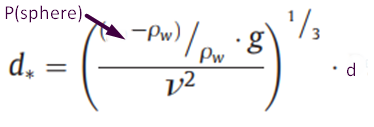 P(sphere)
d* = ( ( −ρw) / ρw · g / ν² )^1/3 · d